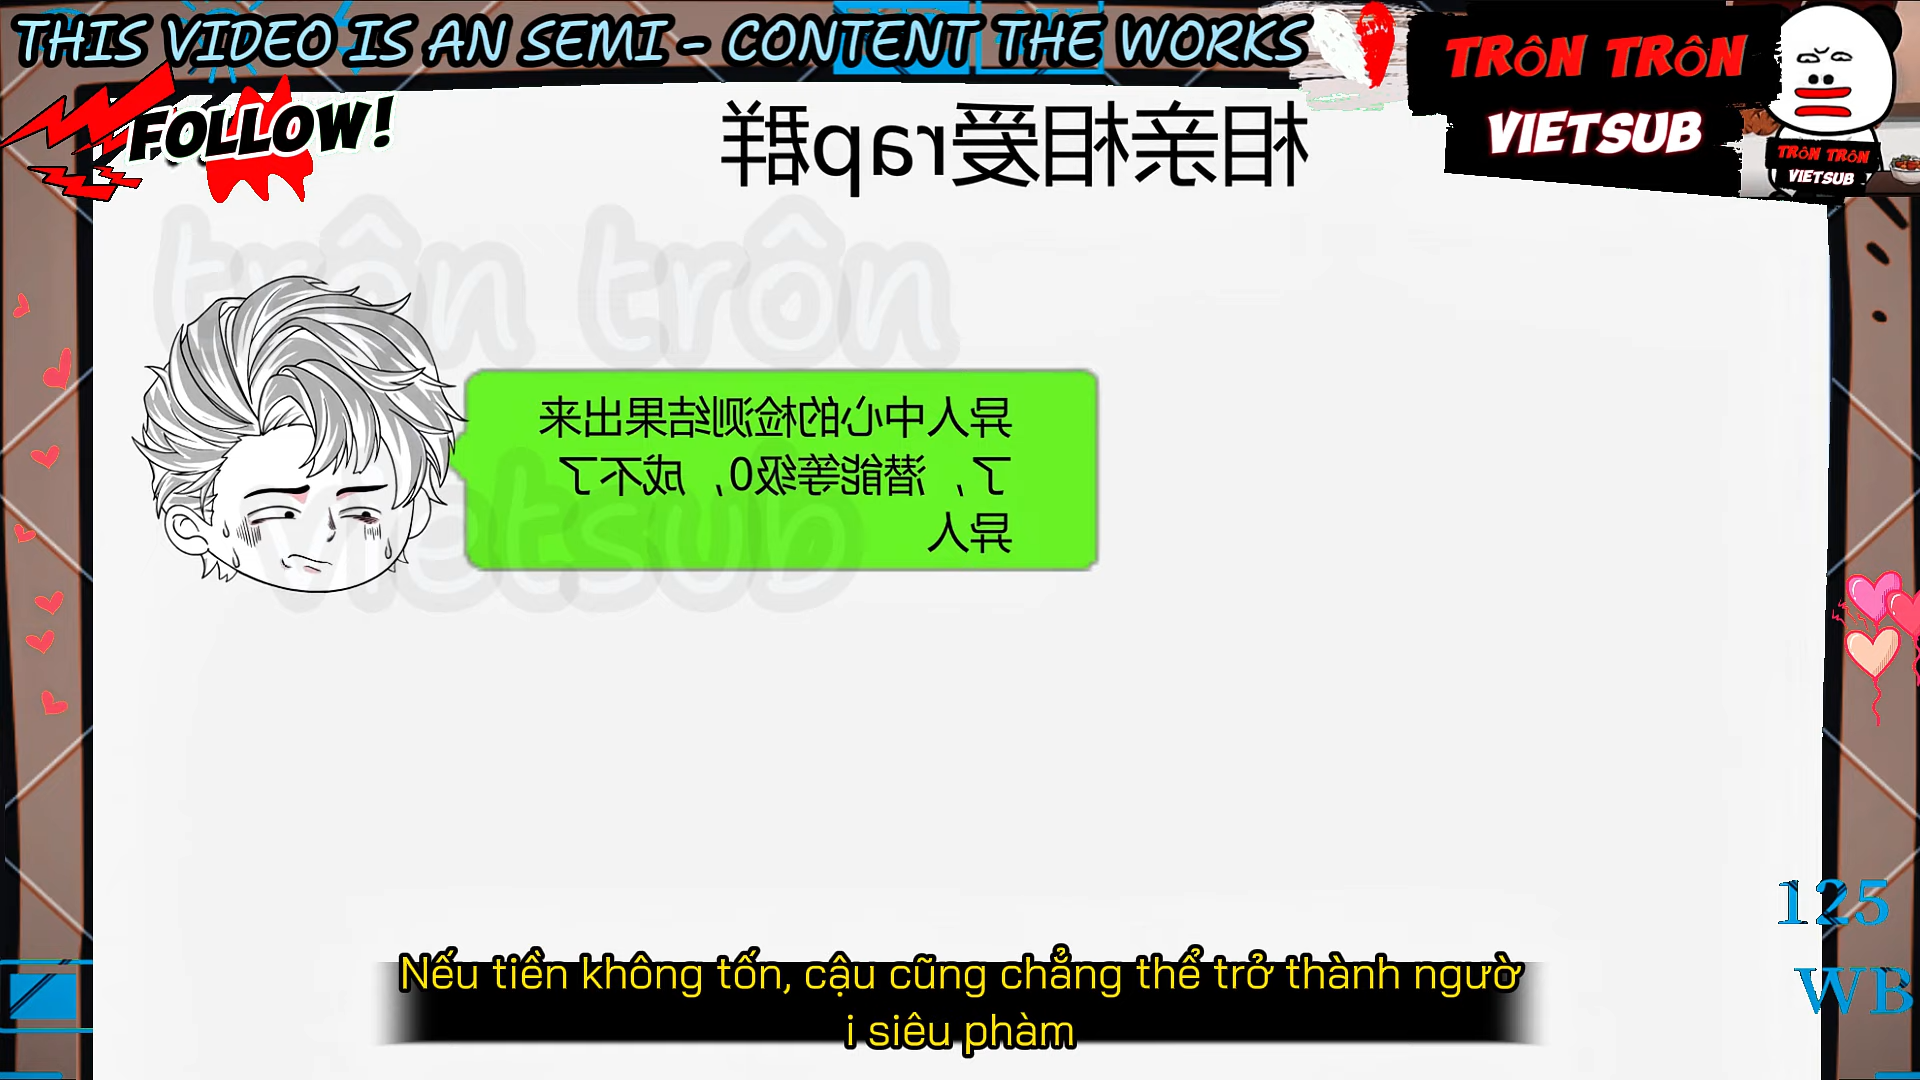 THIS VIDEO IS AN SEMI - CONTENT THE WORKS
FOLLOW!
TRÔN TRÔN
VIETSUB
TRÔN TRÔN
VIETSUB
相亲相爱rap群
trôn trôn
vietsub
异人中心的检测结果出来
了，潜能等级0，成不了
异人
125
WB
Nếu tiền không tốn, cậu cũng chẳng thể trở thành ngườ
i siêu phàm